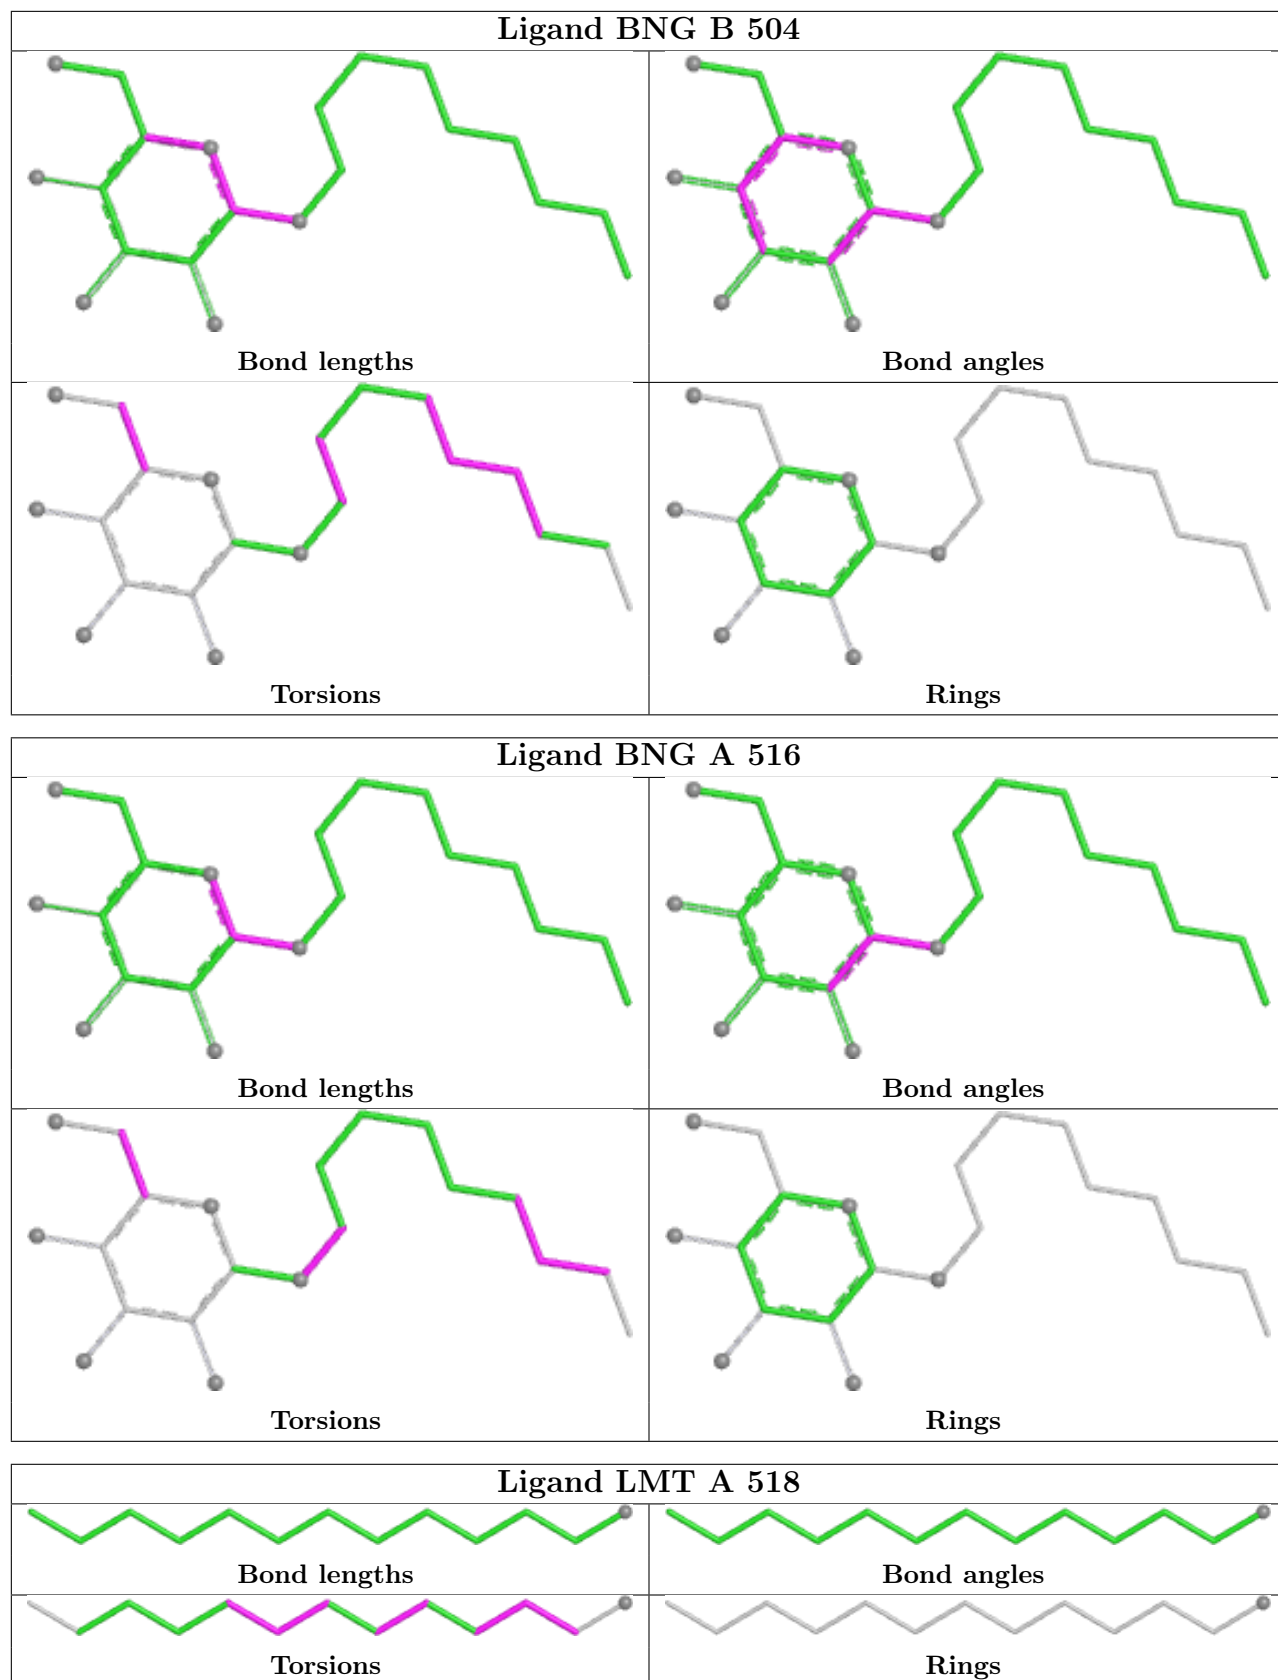 Ligand BNG B 504
Bond lengths
Bond angles
Torsions
Rings
Ligand BNG A 516
Bond lengths
Bond angles
Torsions
Rings
Ligand LMT A 518
Bond lengths
Bond angles
Torsions
Rings